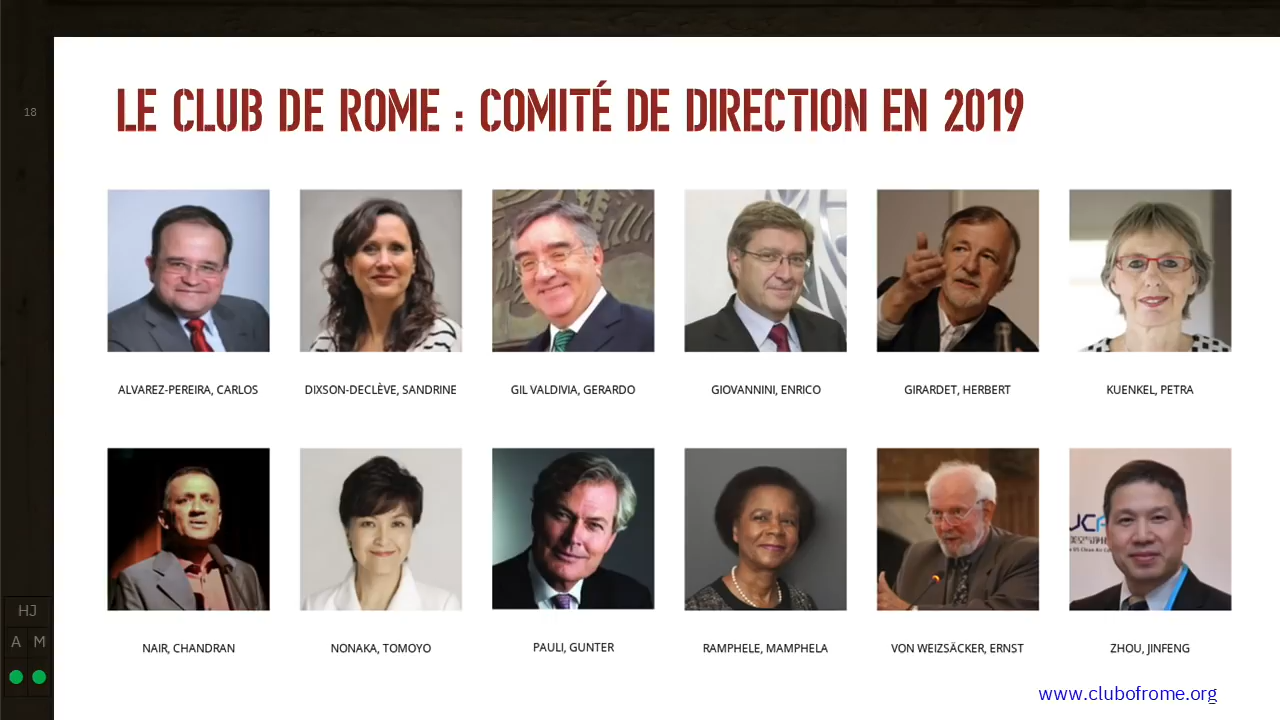 18
LE CLUB DE ROME : COMITÉ DE DIRECTION EN 2019
ALVAREZ-PEREIRA, CARLOS
DIXSON-DECLÈVE, SANDRINE
GIL VALDIVIA, GERARDO
GIOVANNINI, ENRICO
GIRARDET, HERBERT
KUENKEL, PETRA
NAIR, CHANDRAN
NONAKA, TOMOYO
PAULI, GUNTER
RAMPHELE, MAMPHELA
VON WEIZSÄCKER, ERNST
ZHOU, JINFENG
HJ
A M
www.clubofrome.org